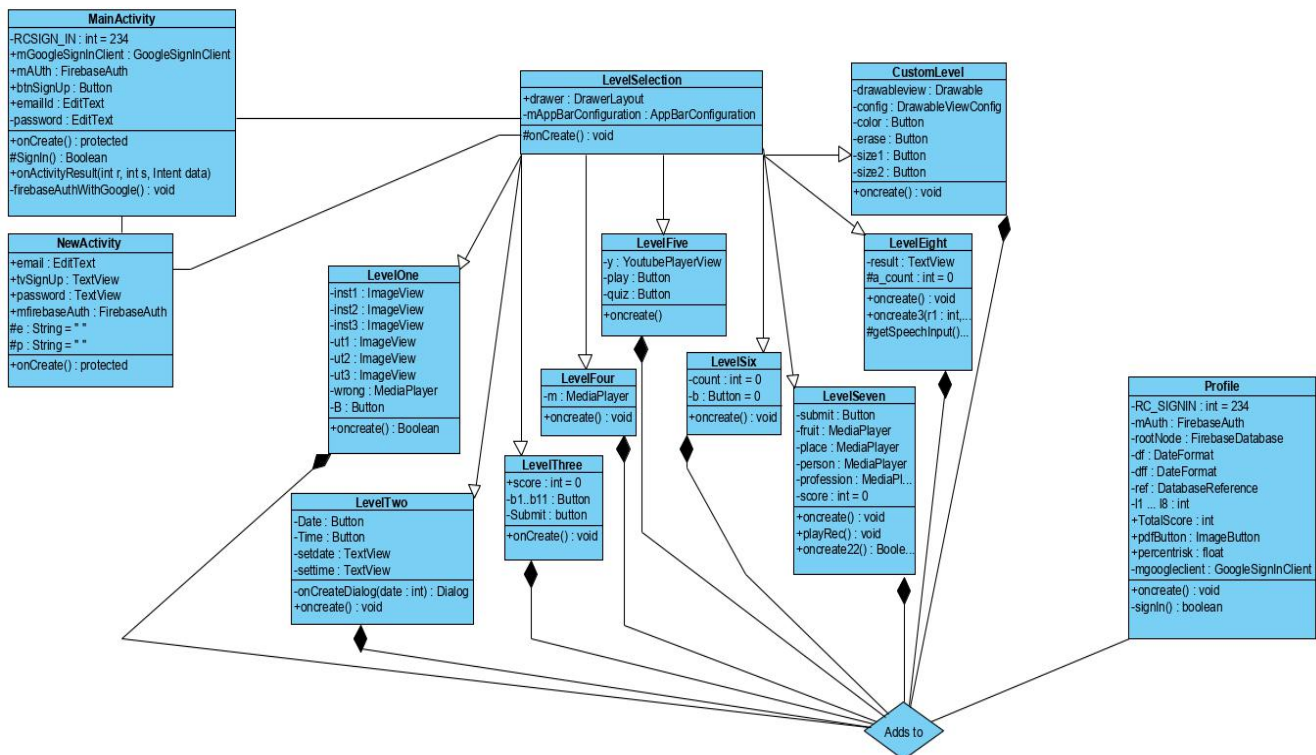 MainActivity
-RCSIGN_IN : int = 234
+mGoogleSignInClient : GoogleSignInClient
+mAUth : FirebaseAuth
+btnSignUp : Button
+emailId : EditText
-password : EditText
+onCreate() : protected
#SignIn() : Boolean
+onActivityResult(int r, int s, Intent data)
-firebaseAuthWithGoogle() : void
NewActivity
+email : EditText
+tvSignUp : TextView
+password : TextView
+mfirebaseAuth : FirebaseAuth
#e : String = " "
#p : String = " "
+onCreate() : protected
LevelSelection
+drawer : DrawerLayout
-mAppBarConfiguration : AppBarConfiguration
#onCreate() : void
CustomLevel
-drawableview : Drawable
-config : DrawableViewConfig
-color : Button
-erase : Button
-size1 : Button
-size2 : Button
+oncreate() : void
LevelOne
-inst1 : ImageView
-inst2 : ImageView
-inst3 : ImageView
-ut1 : ImageView
-ut2 : ImageView
-ut3 : ImageView
-wrong : MediaPlayer
-B : Button
+oncreate() : Boolean
LevelTwo
-Date : Button
-Time : Button
-setdate : TextView
-settime : TextView
-onCreateDialog(date : int) : Dialog
+oncreate() : void
LevelThree
+score : int = 0
-b1..b11 : Button
-Submit : button
+onCreate() : void
LevelFour
-m : MediaPlayer
+oncreate() : void
LevelFive
-y : YoutubePlayerView
-play : Button
-quiz : Button
+oncreate()
LevelSix
-count : int = 0
-b : Button = 0
+oncreate() : void
LevelSeven
-submit : Button
-fruit : MediaPlayer
-place : MediaPlayer
-person : MediaPlayer
-profession : MediaPl...
-score : int = 0
+oncreate() : void
+playRec() : void
+oncreate22() : Boole...
LevelEight
-result : TextView
#a_count : int = 0
+oncreate() : void
+oncreate3(r1 : int,...
#getSpeechInput()...
Profile
-RC_SIGNIN : int = 234
-mAuth : FirebaseAuth
-rootNode : FirebaseDatabase
-df : DateFormat
-dff : DateFormat
-ref : DatabaseReference
-l1 ... l8 : int
+TotalScore : int
+pdfButton : ImageButton
+percentrisk : float
-mgoogleclient : GoogleSignInClient
+oncreate() : void
-signIn() : boolean
Adds to